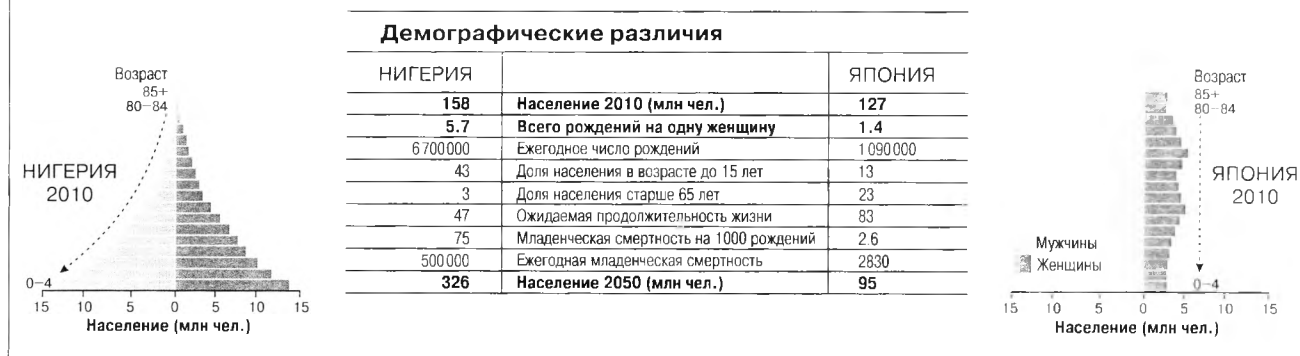 Возраст
85+
80–84
НИГЕРИЯ
2010
0–4
15 10 5 0 5 10 15
Население (млн чел.)
Демографические различия
НИГЕРИЯ ЯПОНИЯ
158 Население 2010 (млн чел.) 127
5.7 Всего рождений на одну женщину 1.4
6700000 Ежегодное число рождений 1090000
43 Доля населения в возрасте до 15 лет 13
3 Доля населения старше 65 лет 23
47 Ожидаемая продолжительность жизни 83
75 Младенческая смертность на 1000 рождений 2.6
500000 Ежегодная младенческая смертность 2830
326 Население 2050 (млн чел.) 95
Возраст
85+
80–84
ЯПОНИЯ
2010
Мужчины
Женщины
0–4
15 10 5 0 5 10 15
Население (млн чел.)